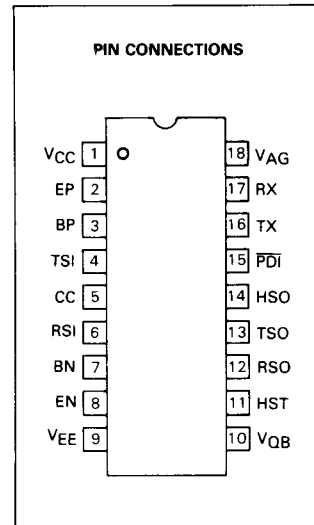 PIN CONNECTIONS
VCC 1 18 VAG
EP 2 17 RX
BP 3 16 TX
TSI 4 15 PDI
CC 5 14 HSO
RSI 6 13 TSO
BN 7 12 RSO
EN 8 11 HST
VEE 9 10 VQB